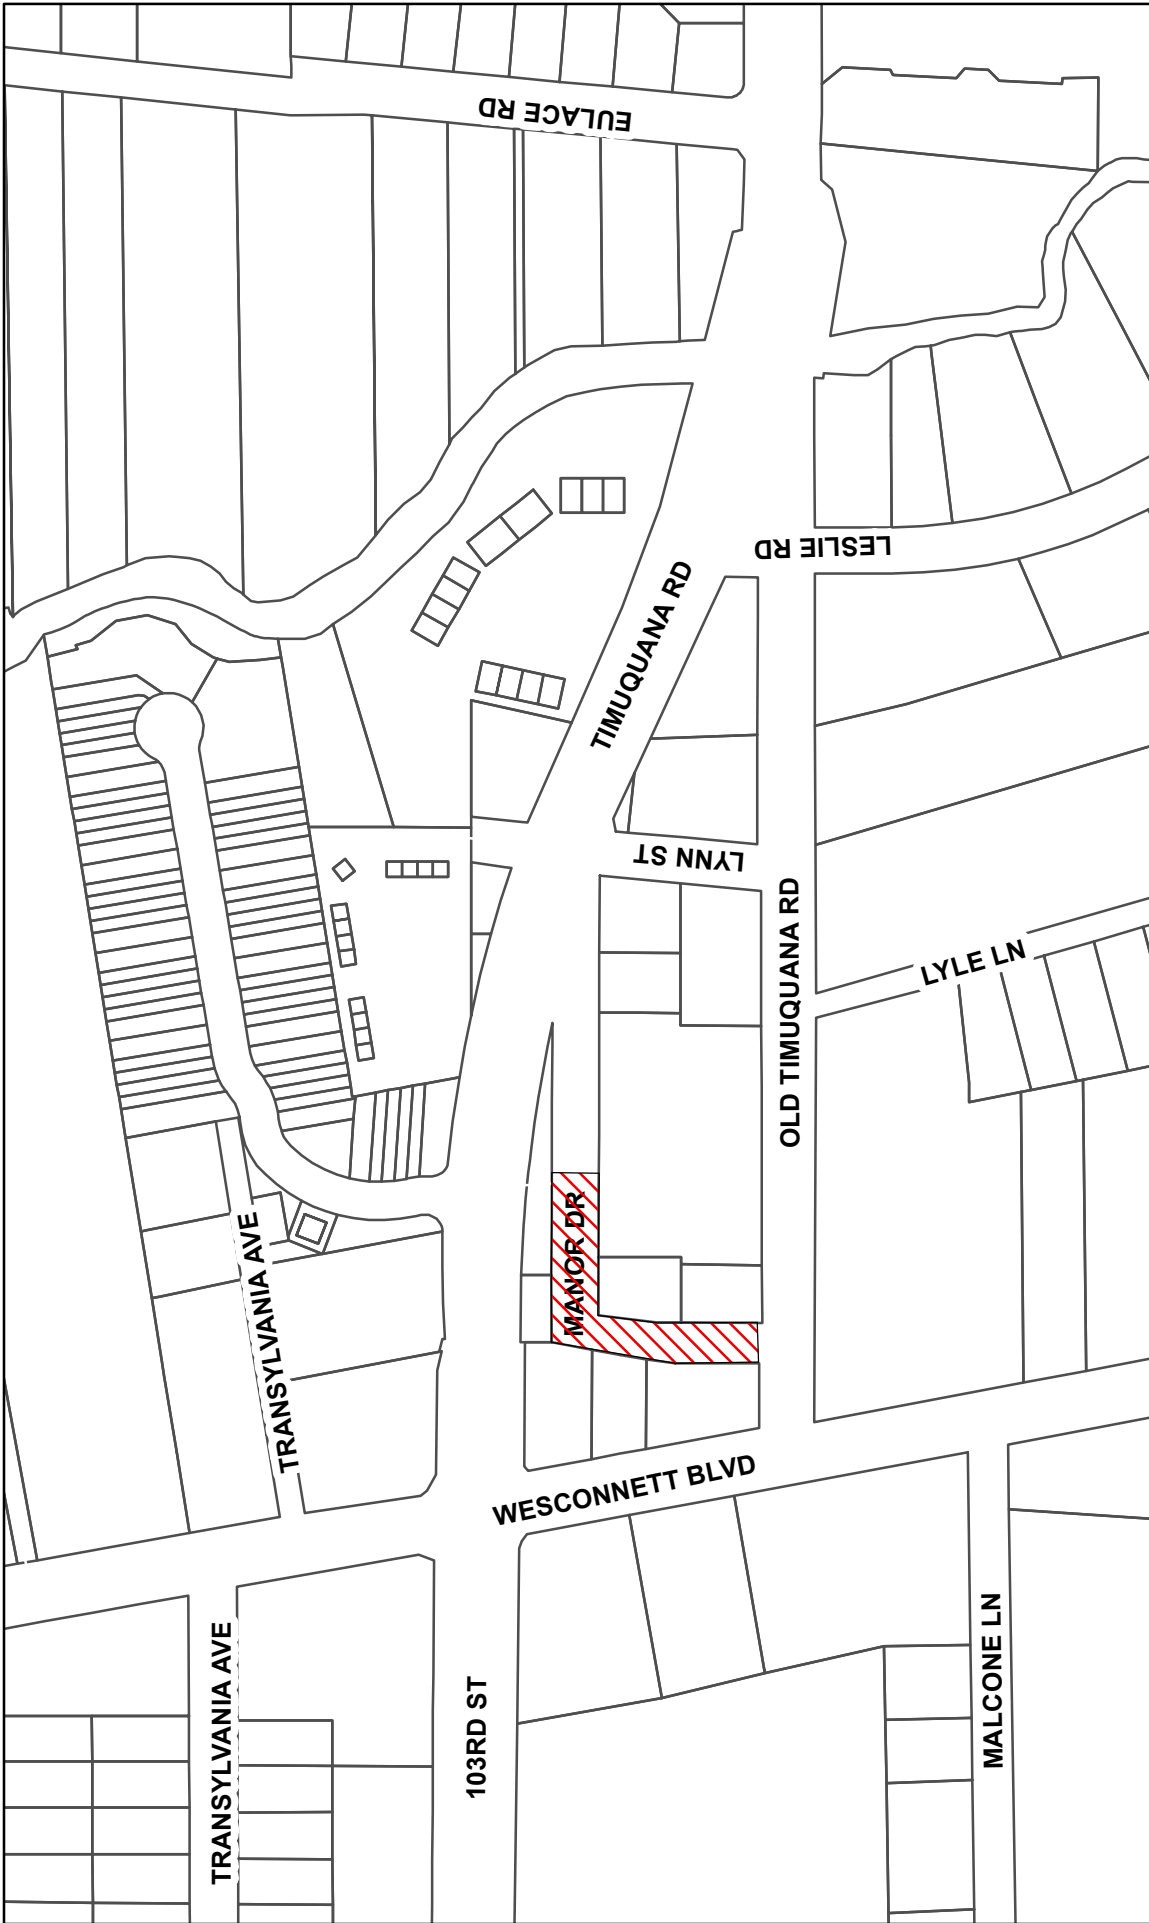 EULACE RD
LESLIE RD
TIMUQUANA RD
LYNN ST
OLD TIMUQUANA RD
LYLE LN
MANOR DR
TRANSYLVANIA AVE
WESCONNETT BLVD
TRANSYLVANIA AVE
103RD ST
MALCONE LN